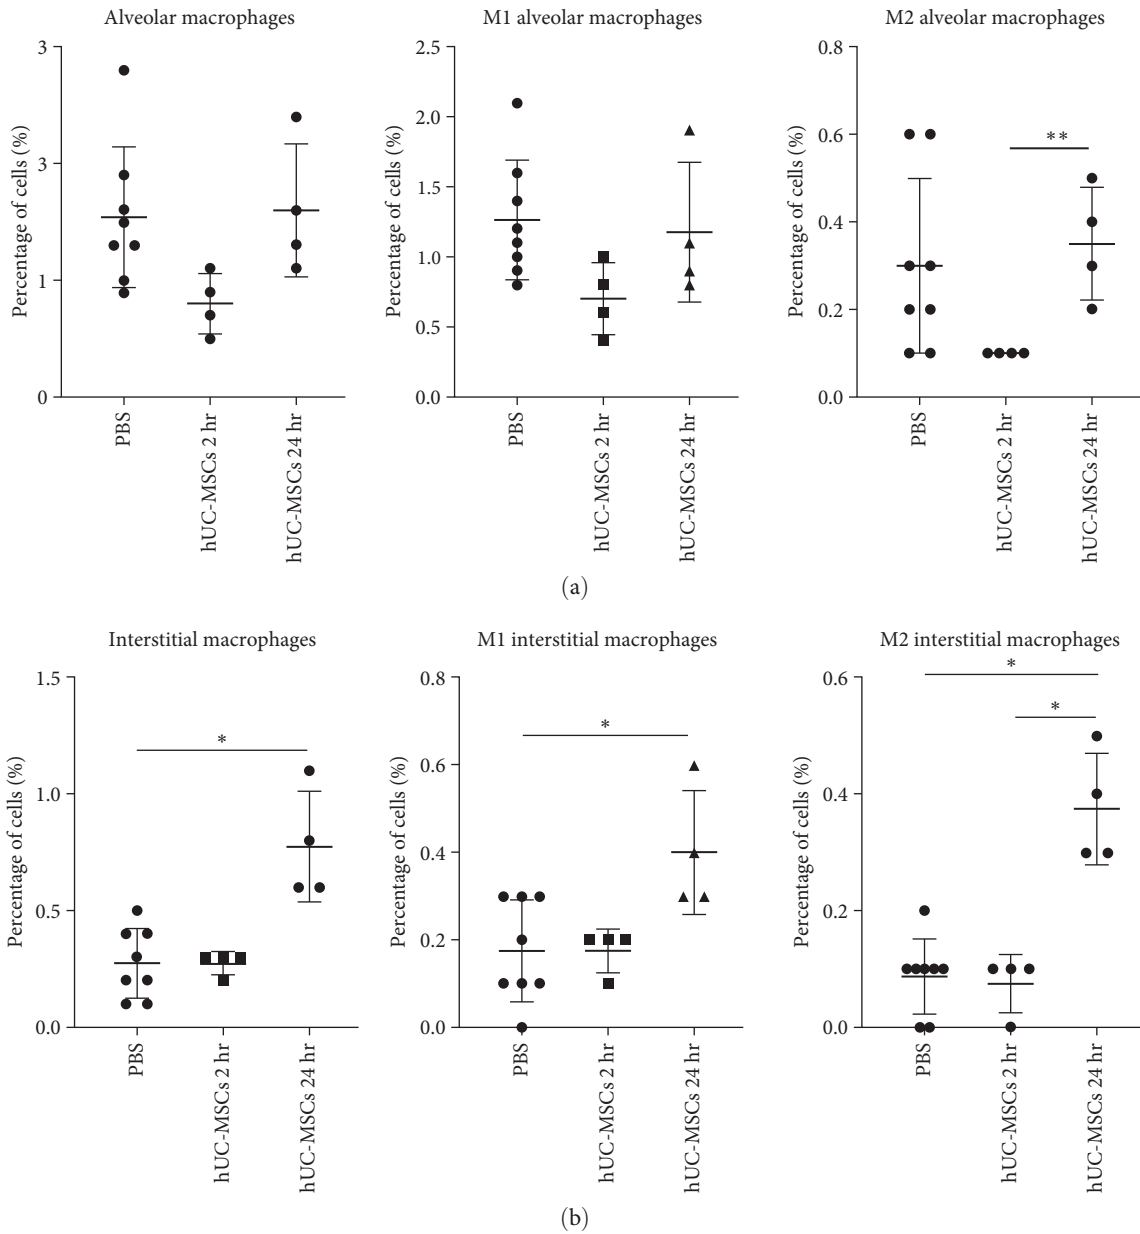 Alveolar macrophages
Percentage of cells (%)
3
3
1
0
PBS
hUC-MSCs 2 hr
hUC-MSCs 24 hr
M1 alveolar macrophages
Percentage of cells (%)
2.5
2.0
1.5
1.0
0.5
0.0
PBS
hUC-MSCs 2 hr
hUC-MSCs 24 hr
M2 alveolar macrophages
Percentage of cells (%)
0.8
0.6
0.4
0.2
0.0
**
PBS
hUC-MSCs 2 hr
hUC-MSCs 24 hr
(a)
Interstitial macrophages
Percentage of cells (%)
1.5
1.0
0.5
0.0
*
PBS
hUC-MSCs 2 hr
hUC-MSCs 24 hr
M1 interstitial macrophages
Percentage of cells (%)
0.8
0.6
0.4
0.2
0.0
*
PBS
hUC-MSCs 2 hr
hUC-MSCs 24 hr
M2 interstitial macrophages
Percentage of cells (%)
0.6
0.4
0.2
0.0
*
*
PBS
hUC-MSCs 2 hr
hUC-MSCs 24 hr
(b)